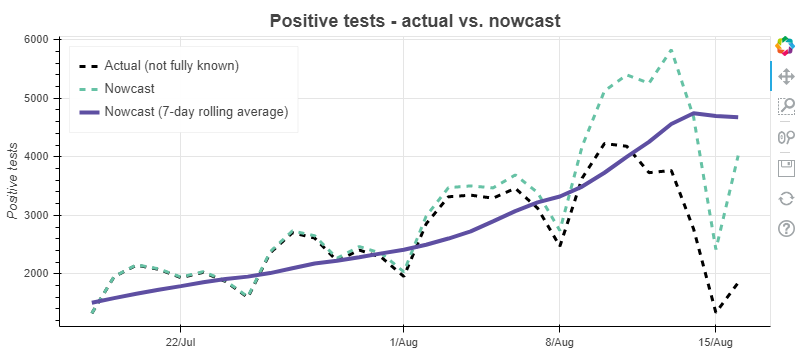 Positive tests - actual vs. nowcast
Actual (not fully known)
Nowcast
Nowcast (7-day rolling average)
Positive tests
6000
5000
4000
3000
2000
22/Jul
1/Aug
8/Aug
15/Aug